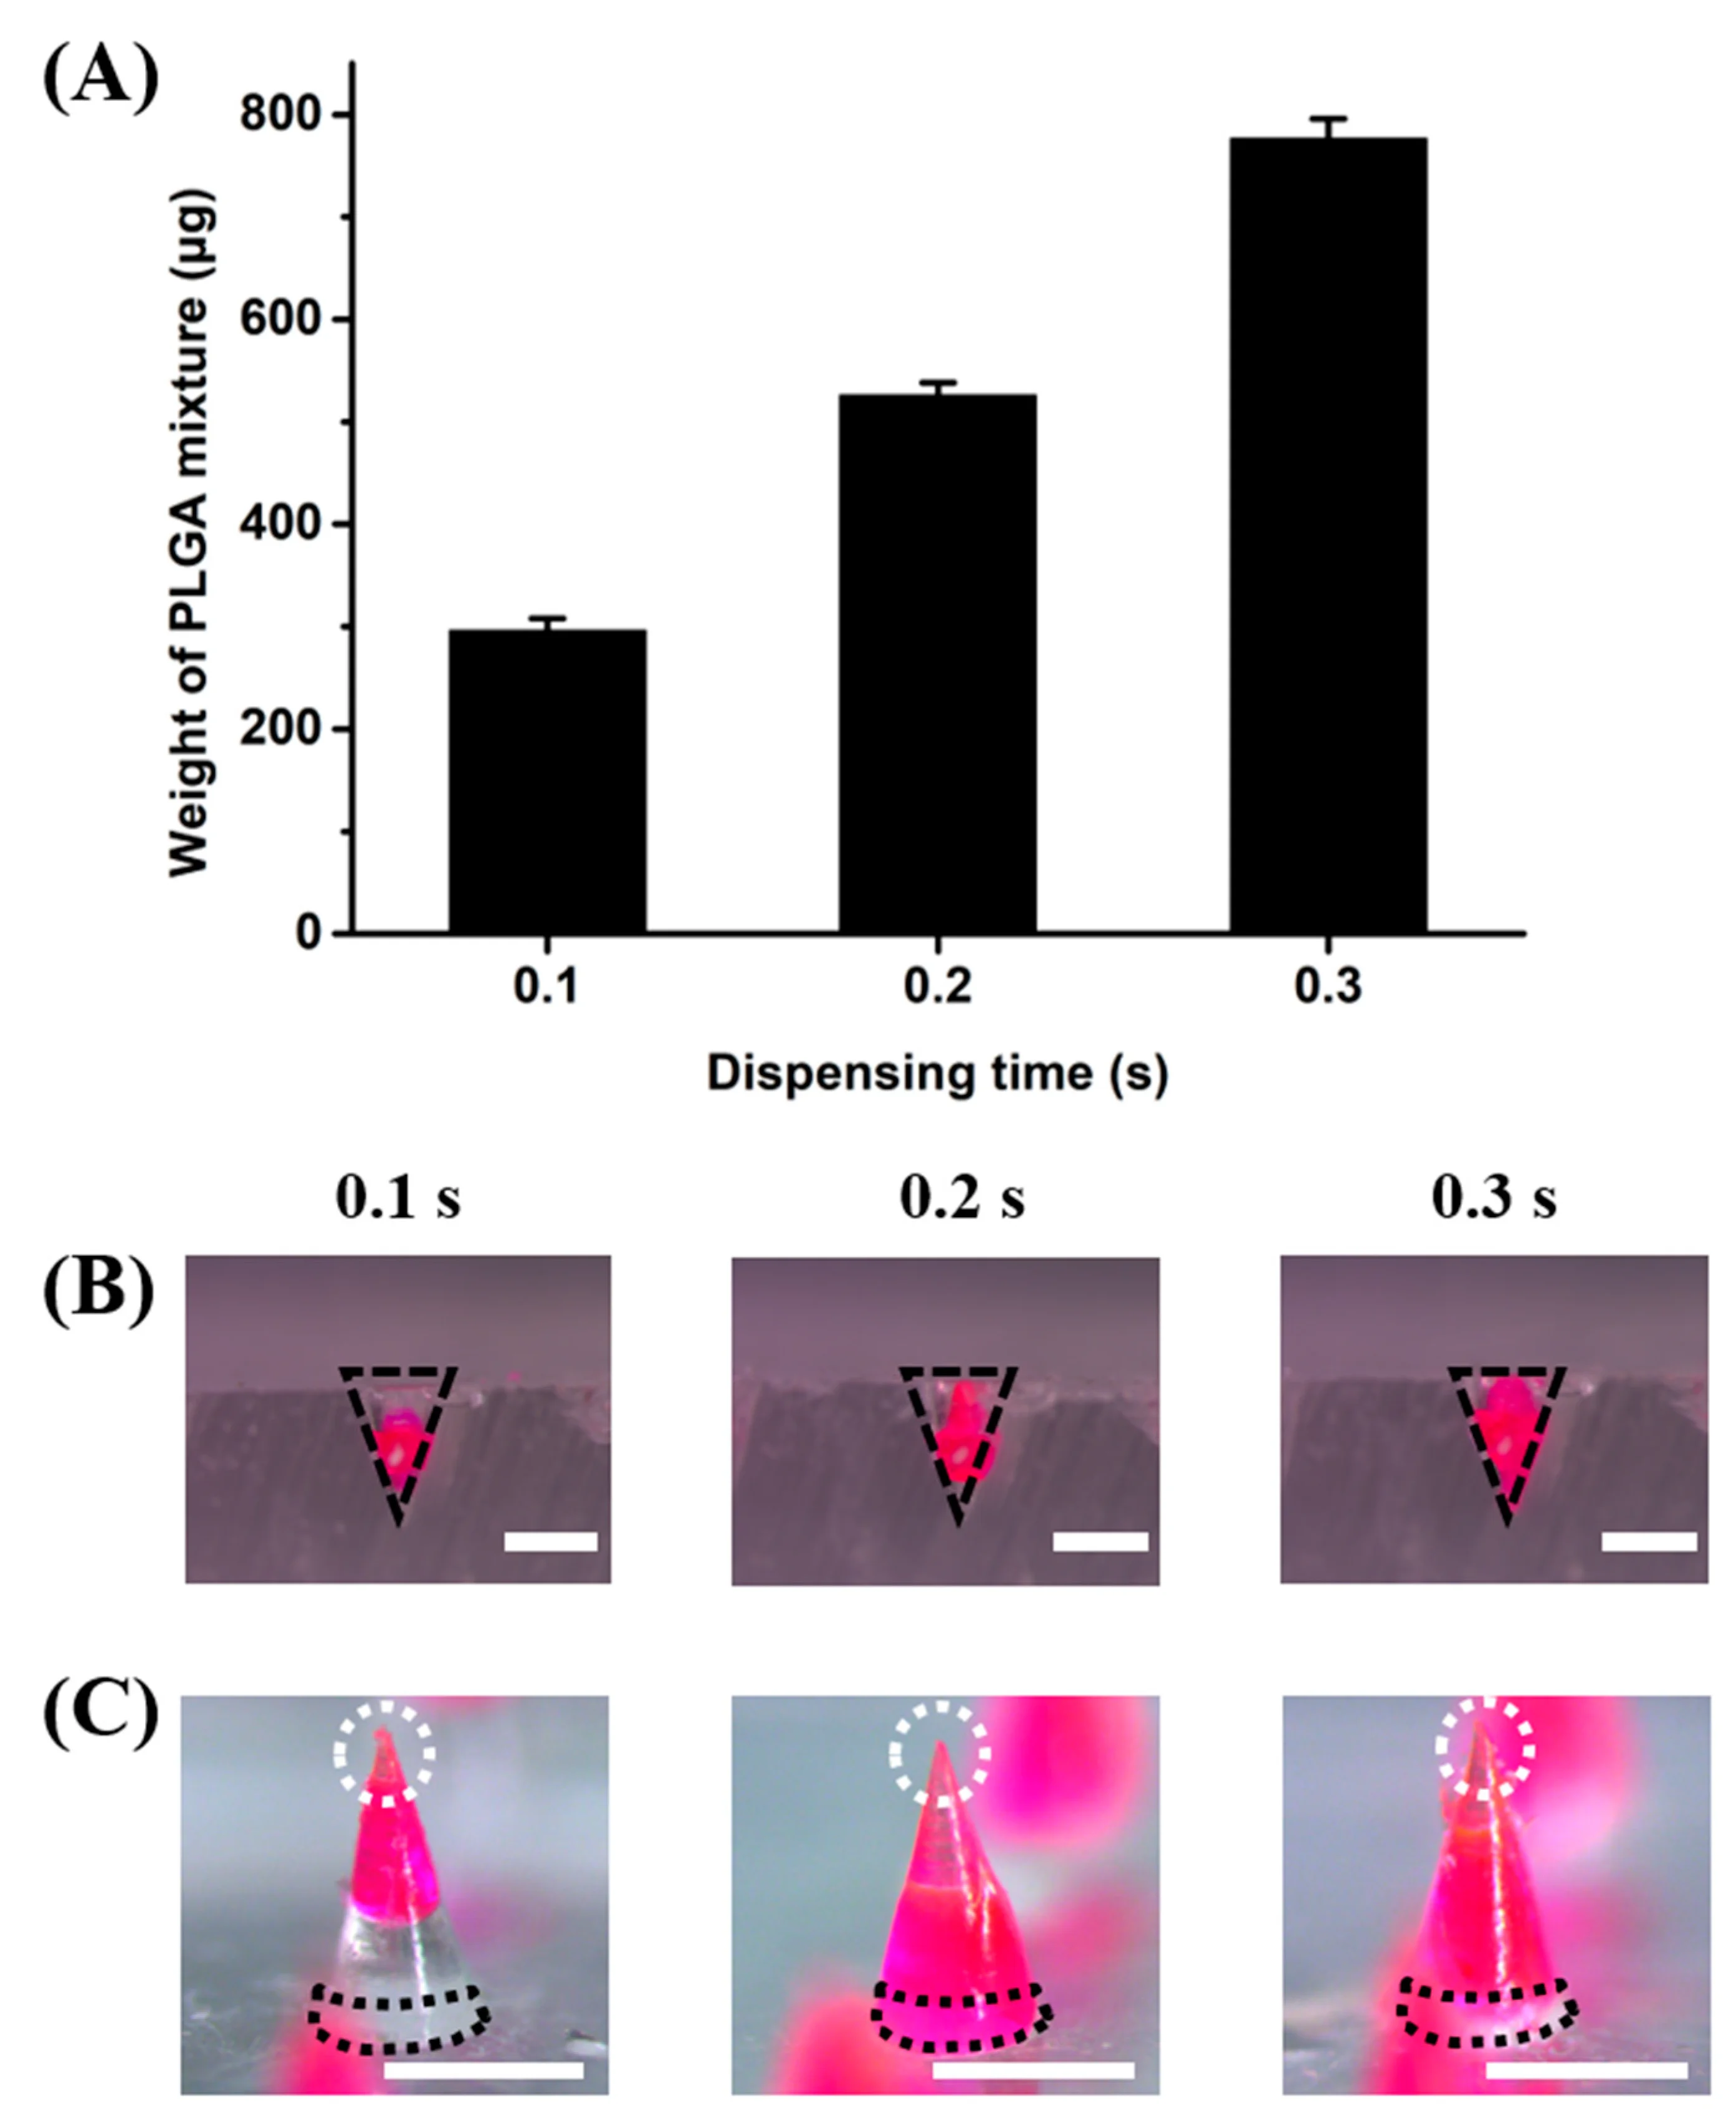 (A)
Weight of PLGA mixture (µg)
800
600
400
200
0
0.1 0.2 0.3
Dispensing time (s)
0.1 s 0.2 s 0.3 s
(B)
(C)